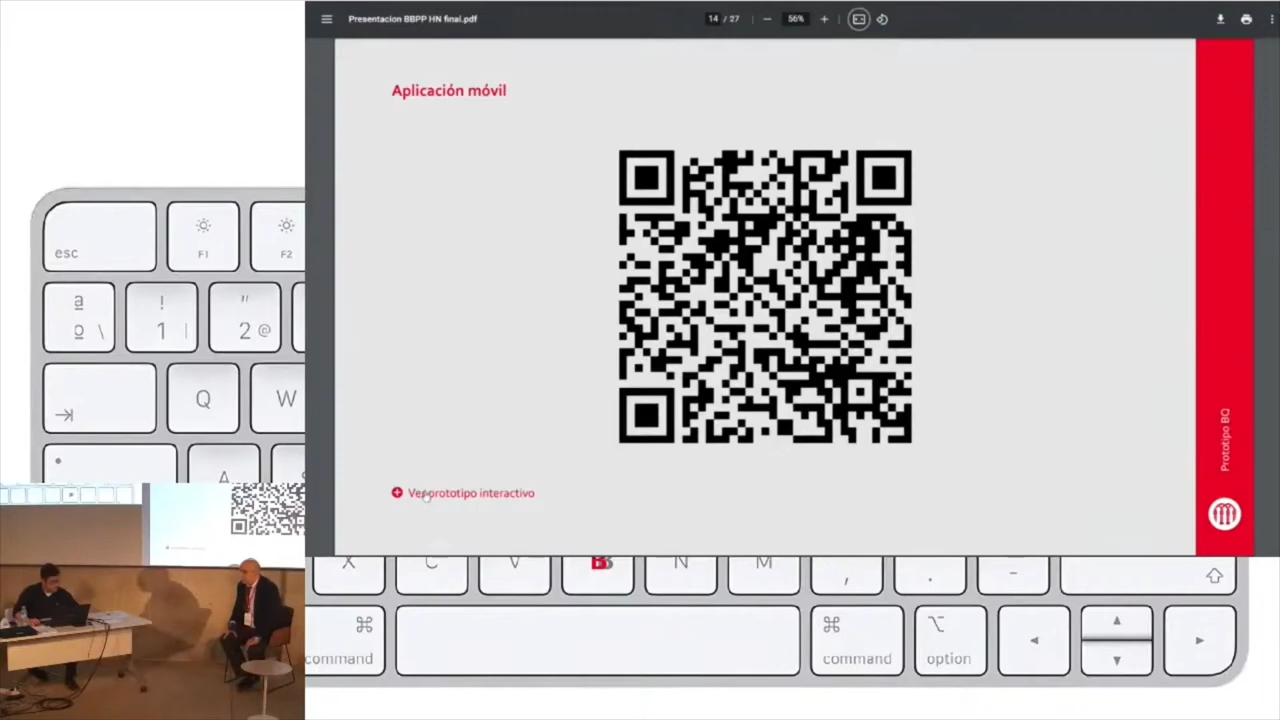 Presentacion BBPP HN final.pdf
14 / 27
56%
Aplicación móvil
Ver prototipo interactivo
Prototipo BQ
esc
F1
F2
ª
º \
!
1 |
"
2 @
Q
W
A
X
C
V
B
N
M
,
.
-
command
command
option